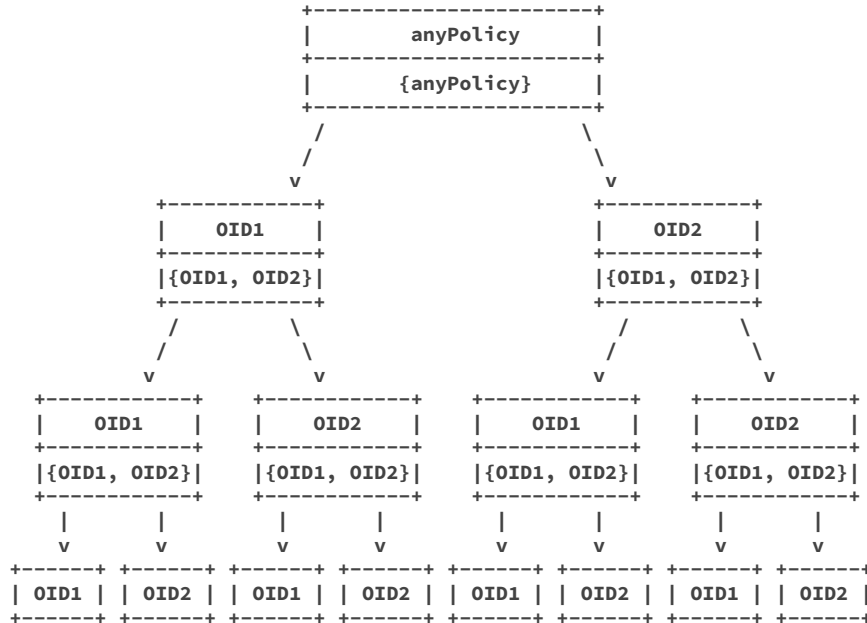 anyPolicy
{anyPolicy}
OID1 OID2
{OID1, OID2} {OID1, OID2}
OID1 OID2 OID1 OID2
{OID1, OID2} {OID1, OID2} {OID1, OID2} {OID1, OID2}
OID1 OID2 OID1 OID2 OID1 OID2 OID1 OID2